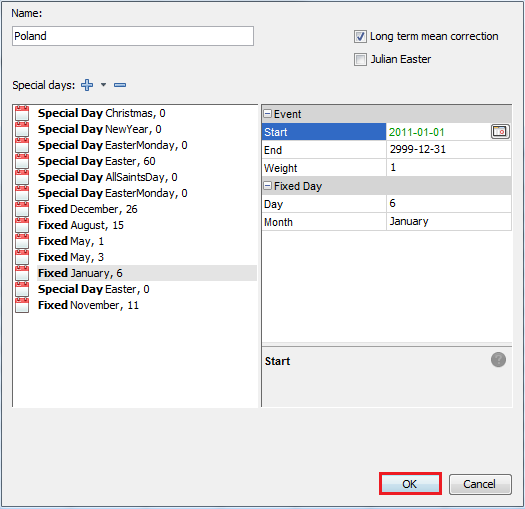 Name:
Poland
Long term mean correction
Julian Easter
Special days:
Special Day Christmas, 0
Special Day NewYear, 0
Special Day EasterMonday, 0
Special Day Easter, 60
Special Day AllSaintsDay, 0
Special Day EasterMonday, 0
Fixed December, 26
Fixed August, 15
Fixed May, 1
Fixed May, 3
Fixed January, 6
Special Day Easter, 0
Fixed November, 11
Event
Start 2011-01-01
End 2999-12-31
Weight 1
Fixed Day
Day 6
Month January
Start
?
OK Cancel